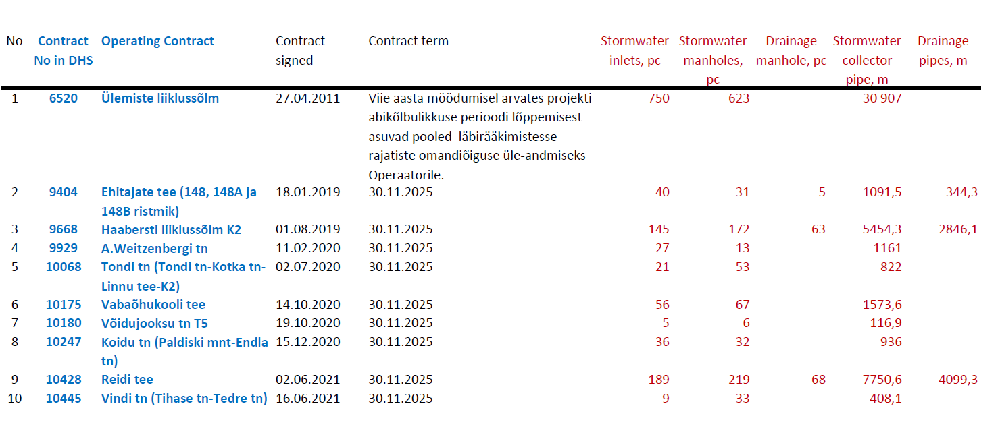 No Contract Operating Contract Contract Contract term Stormwater Stormwater Drainage Stormwater Drainage
No in DHS signed inlets, pc manholes, manhole, pc collector pipes, m
pc pipe, m
1 6520 Ülemiste liiklussõlm 27.04.2011 Viie aasta möödumisel arvates projekti 750 623 30 907
abikõlbulikkuse perioodi lõppemisest
asuvad pooled läbirääkimistesse
rajatiste omandiõiguse üle-andmiseks
Operaatorile.
2 9404 Ehitajate tee (148, 148A ja 18.01.2019 30.11.2025 40 31 5 1091,5 344,3
148B ristmik)
3 9668 Haabersti liiklussõlm K2 01.08.2019 30.11.2025 145 172 63 5454,3 2846,1
4 9929 A.Weitzenbergi tn 11.02.2020 30.11.2025 27 13 1161
5 10068 Tondi tn (Tondi tn-Kotka tn- 02.07.2020 30.11.2025 21 53 822
Linnu tee-K2)
6 10175 Vabaõhukooli tee 14.10.2020 30.11.2025 56 67 1573,6
7 10180 Võidujooksu tn T5 19.10.2020 30.11.2025 5 6 116,9
8 10247 Koidu tn (Paldiski mnt-Endla 15.12.2020 30.11.2025 36 32 936
tn)
9 10428 Reidi tee 02.06.2021 30.11.2025 189 219 68 7750,6 4099,3
10 10445 Vindi tn (Tihase tn-Tedre tn) 16.06.2021 30.11.2025 9 33 408,1